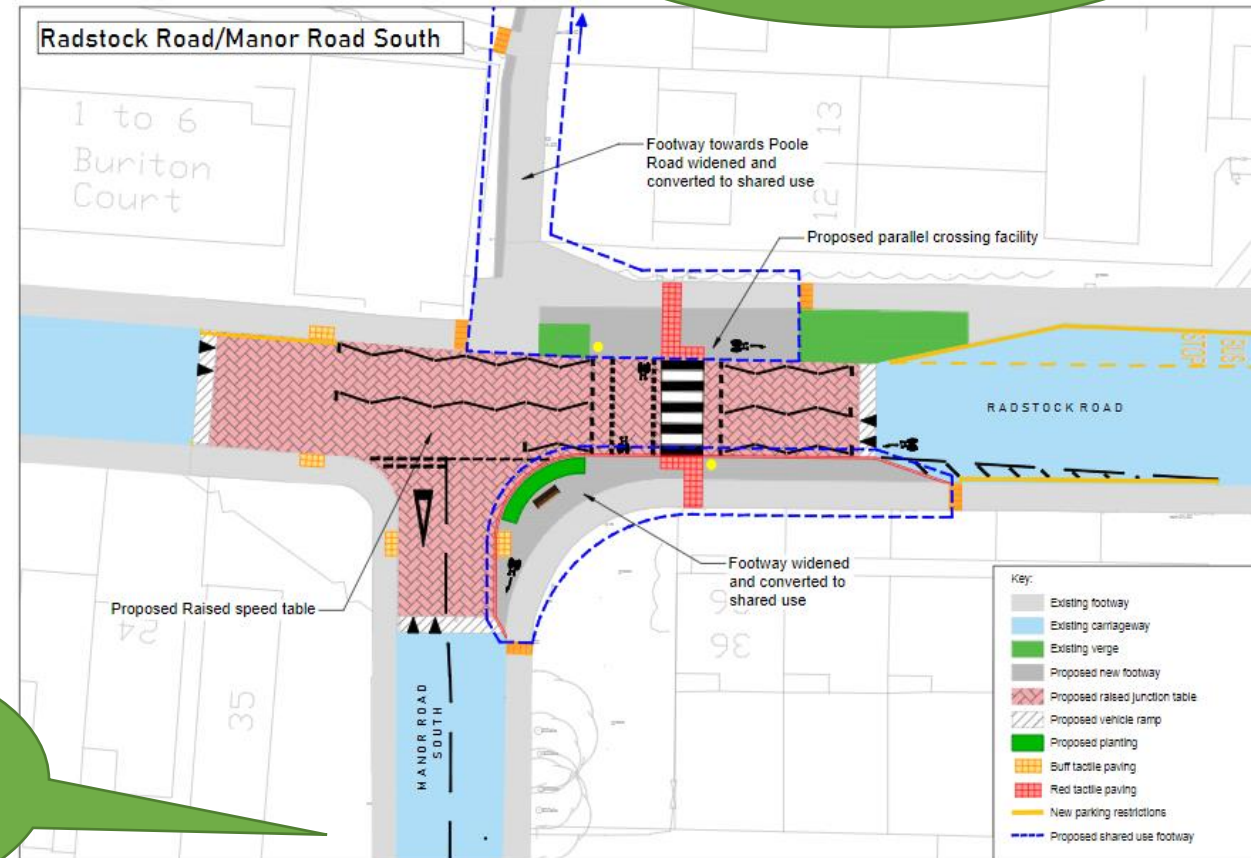 Radstock Road/Manor Road South
1 to 6
Buriton
Court
Footway towards Poole
Road widened and
converted to shared use
13
12
Proposed parallel crossing facility
BUS
STOP
RADSTOCK ROAD
Footway widened
and converted to
shared use
Proposed Raised speed table
24
35
36
MANOR ROAD
SOUTH
Key:
Existing footway
Existing carriageway
Existing verge
Proposed new footway
Proposed raised junction table
Proposed vehicle ramp
Proposed planting
Buff tactile paving
Red tactile paving
New parking restrictions
Proposed shared use footway